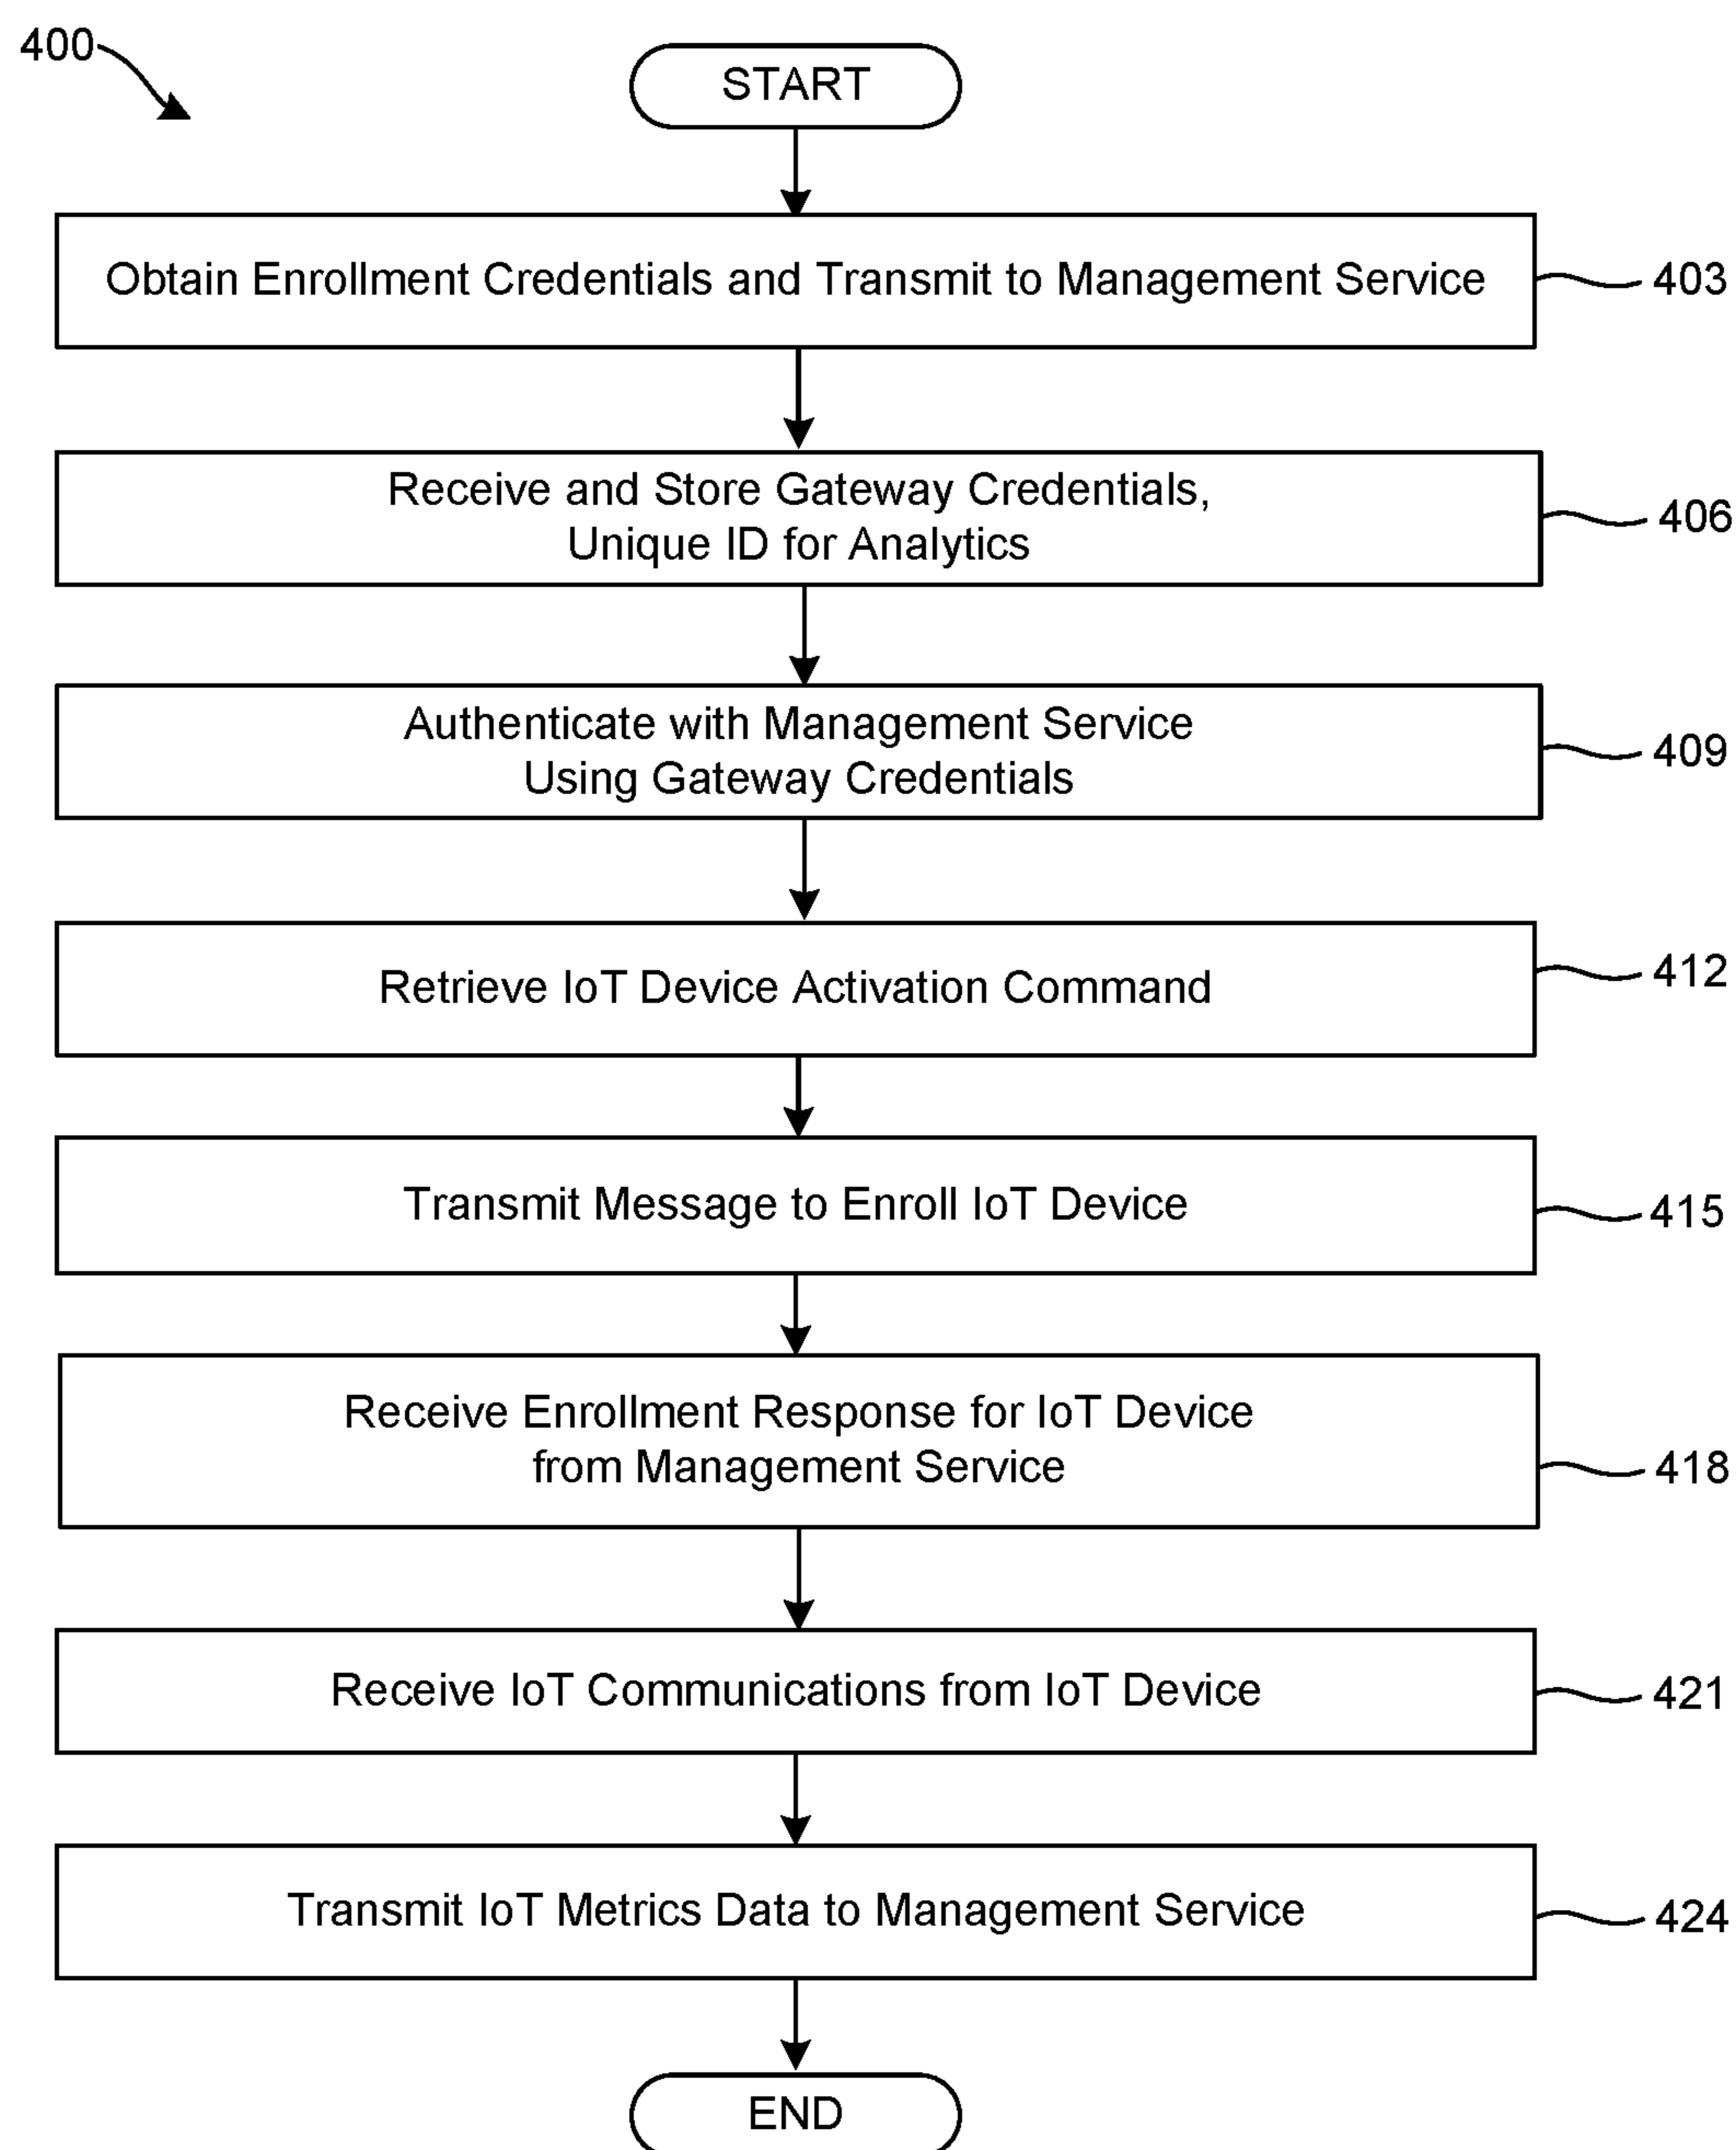 400
START
Obtain Enrollment Credentials and Transmit to Management Service
403
Receive and Store Gateway Credentials,
Unique ID for Analytics
406
Authenticate with Management Service
Using Gateway Credentials
409
Retrieve IoT Device Activation Command
412
Transmit Message to Enroll IoT Device
415
Receive Enrollment Response for IoT Device
from Management Service
418
Receive IoT Communications from IoT Device
421
Transmit IoT Metrics Data to Management Service
424
END